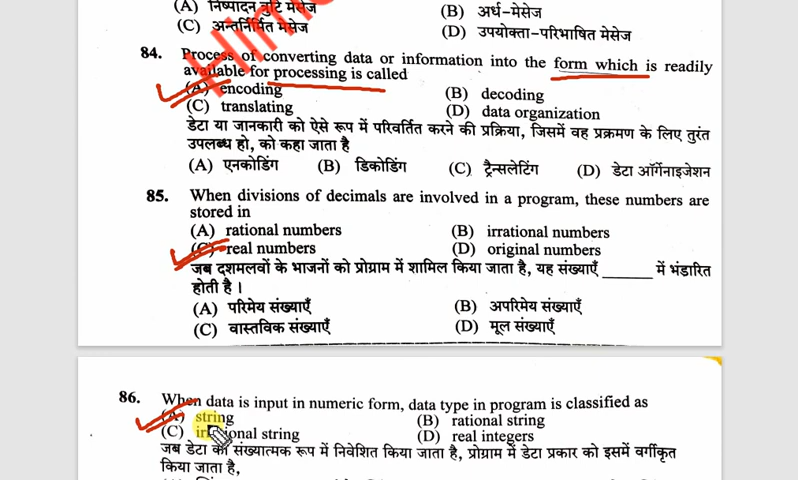 (A) निष्पादन त्रुटि मेसेज (B) अर्ध-मेसेज
(C) अन्तर्निर्मित मेसेज (D) उपयोक्ता-परिभाषित मेसेज
84. Process of converting data or information into the form which is readily
available for processing is called
(A) encoding (B) decoding
(C) translating (D) data organization
डेटा या जानकारी को ऐसे रूप में परिवर्तित करने की प्रक्रिया, जिसमें वह प्रक्रमण के लिए तुरंत
उपलब्ध हो, को कहा जाता है
(A) एनकोडिंग (B) डिकोडिंग (C) ट्रैन्सलेटिंग (D) डेटा ऑर्गेनाइजेशन
85. When divisions of decimals are involved in a program, these numbers are
stored in
(A) rational numbers (B) irrational numbers
(C) real numbers (D) original numbers
जब दशमलवों के भाजनों को प्रोग्राम में शामिल किया जाता है, यह संख्याएँ ______ में भंडारित
होती है ।
(A) परिमेय संख्याएँ (B) अपरिमेय संख्याएँ
(C) वास्तविक संख्याएँ (D) मूल संख्याएँ
86. When data is input in numeric form, data type in program is classified as
(A) string (B) rational string
(C) string (D) real integers
जब डेटा को संख्यात्मक रूप में निवेशित किया जाता है, प्रोग्राम में डेटा प्रकार को इसमें वर्गीकृत
किया जाता है,